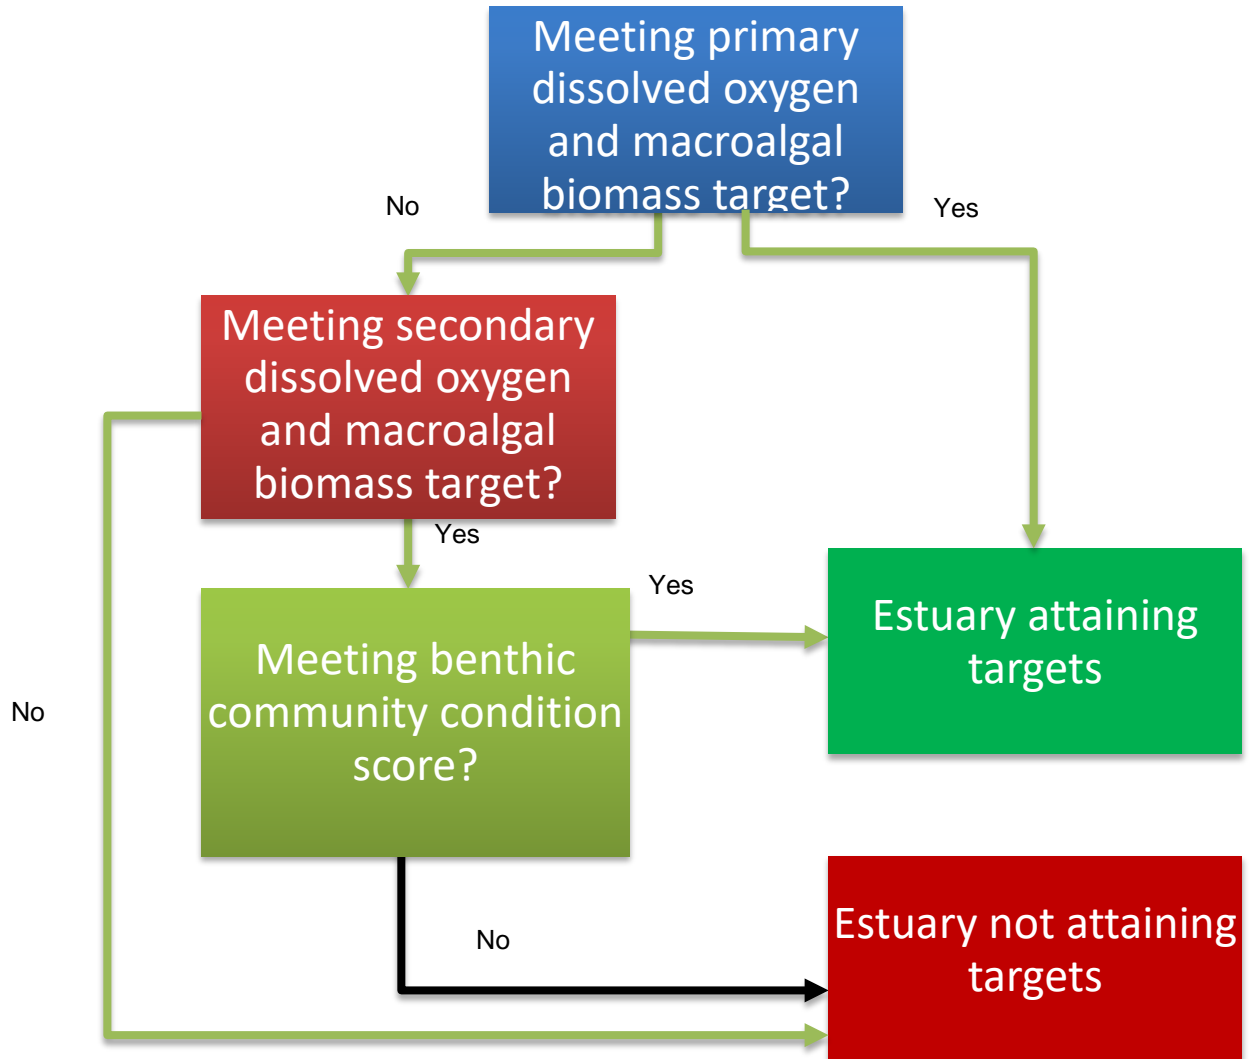 Meeting primary
dissolved oxygen
and macroalgal
biomass target?
No
Yes
Meeting secondary
dissolved oxygen
and macroalgal
biomass target?
Yes
Yes
Meeting benthic
community condition
score?
Estuary attaining
targets
No
No
Estuary not attaining
targets